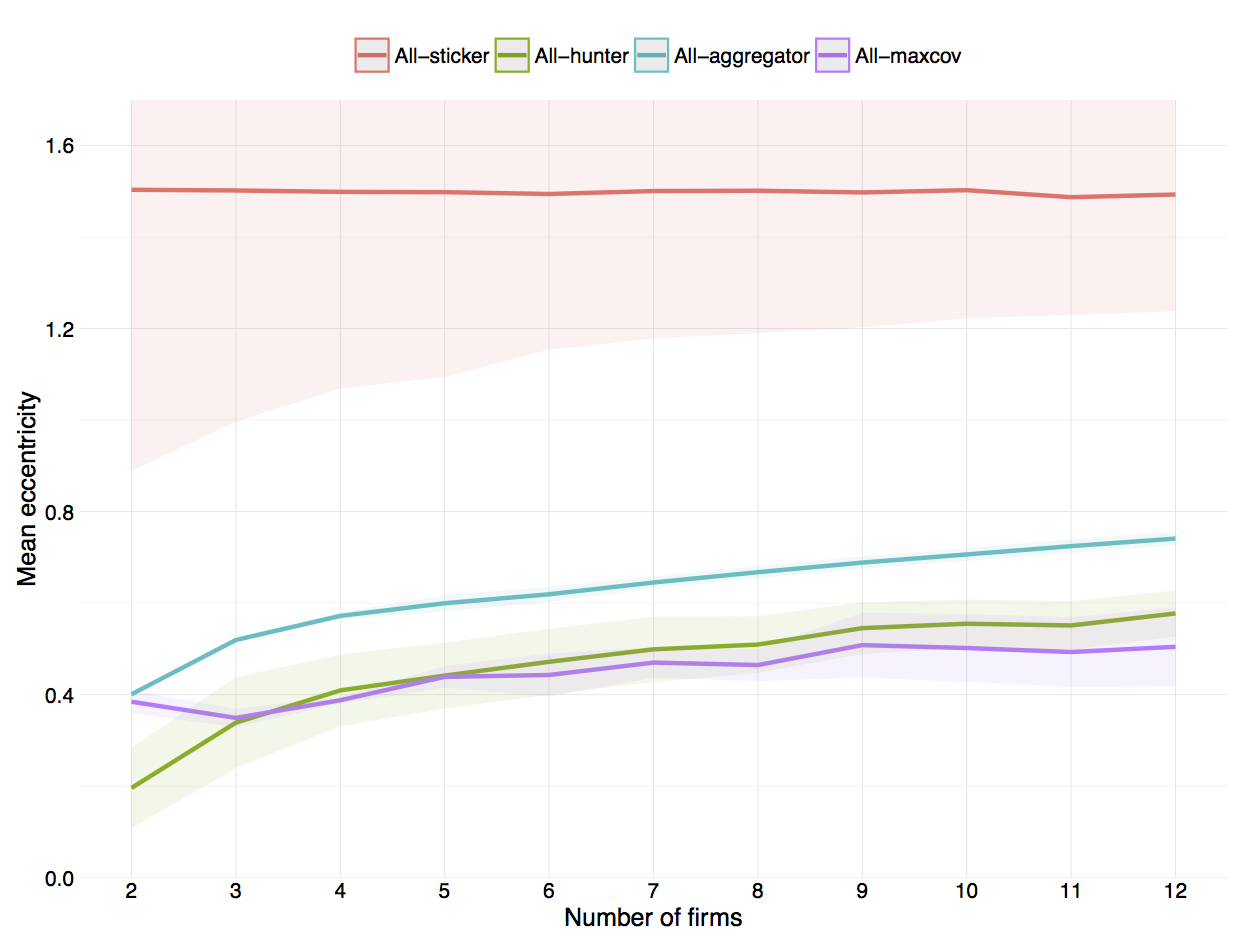 All−sticker All−hunter All−aggregator All−maxcov
1.6
1.2
0.8
0.4
0.0
Mean eccentricity
2 3 4 5 6 7 8 9 10 11 12
Number of firms